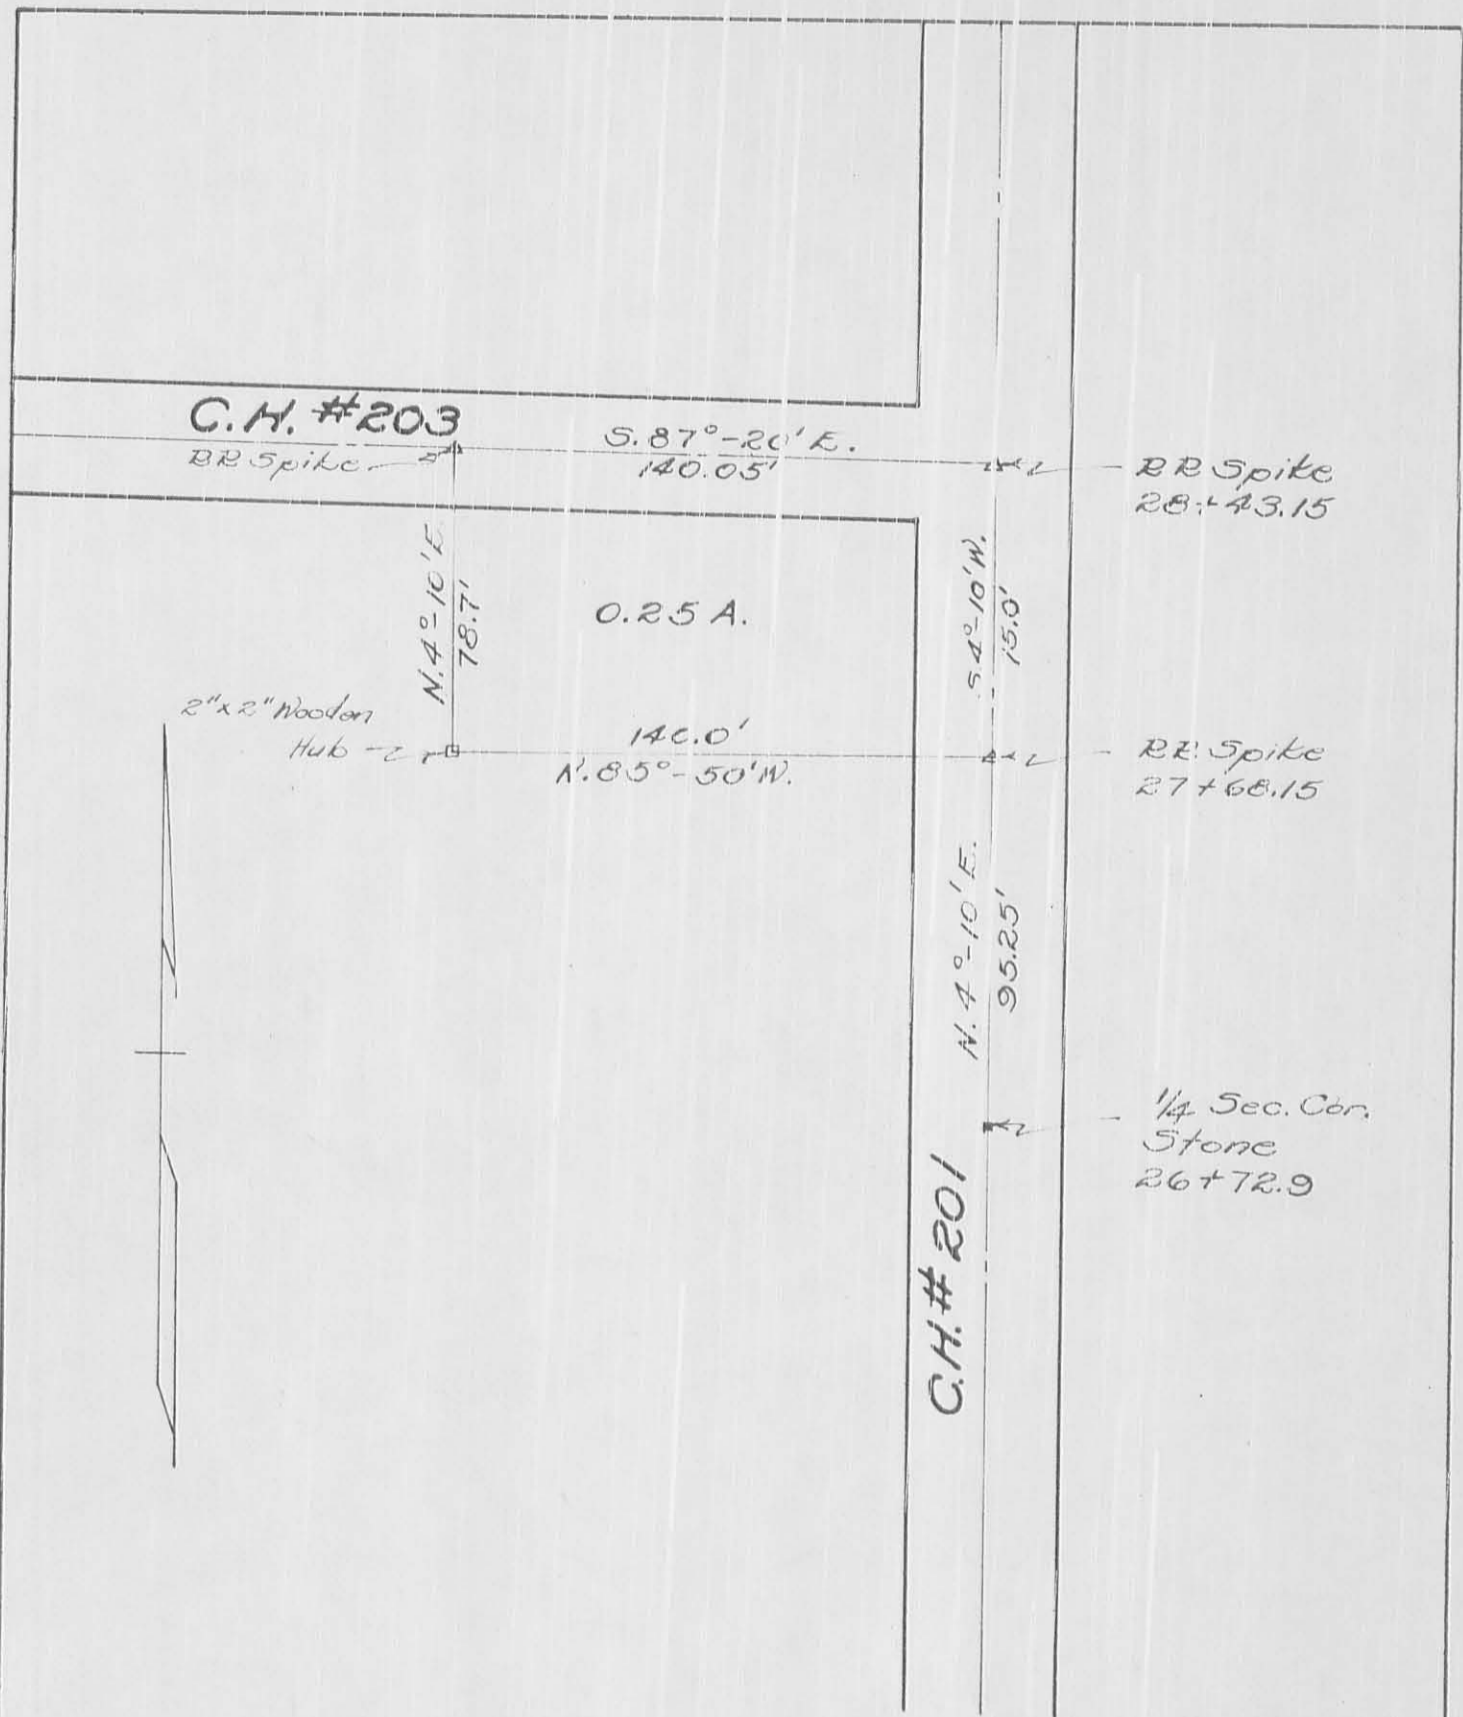 C.H. #203
RR Spike
S. 87°-20' E.
140.05'
RR Spike
28+43.15
N. 4°-10' E
78.7'
0.25 A.
S. 4°-10' W.
15.0'
2"x2" Wooden
Hub
140.0'
N. 85°-50' W.
RR. Spike
27+68.15
N. 4°-10' E.
95.25'
1/4 Sec. Cor.
Stone
26+72.9
C.H. #201